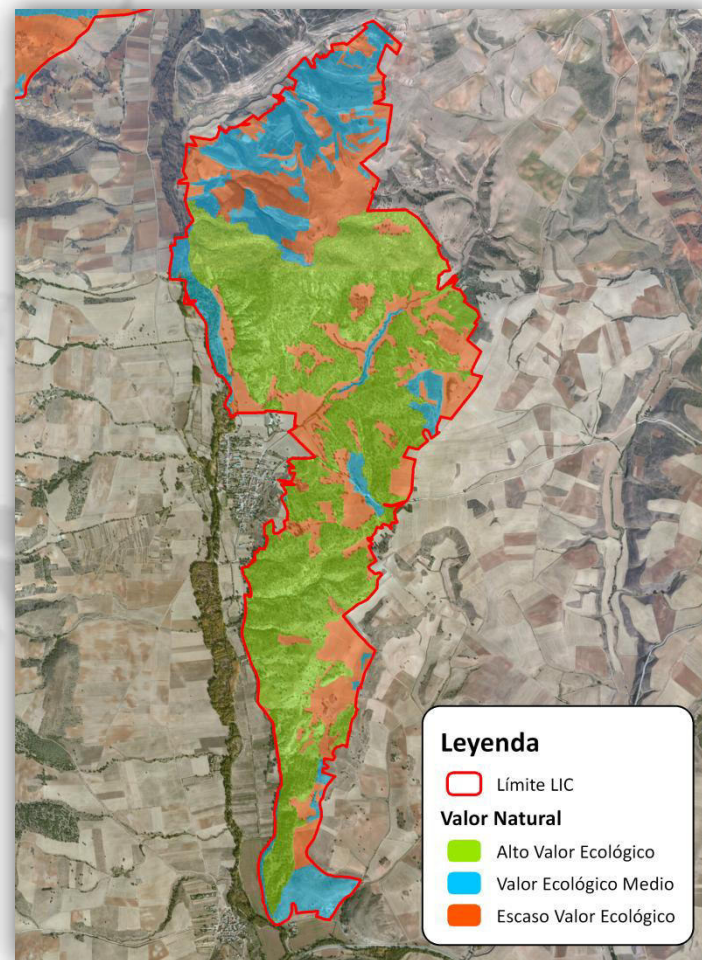 Leyenda
Límite LIC
Valor Natural
Alto Valor Ecológico
Valor Ecológico Medio
Escaso Valor Ecológico